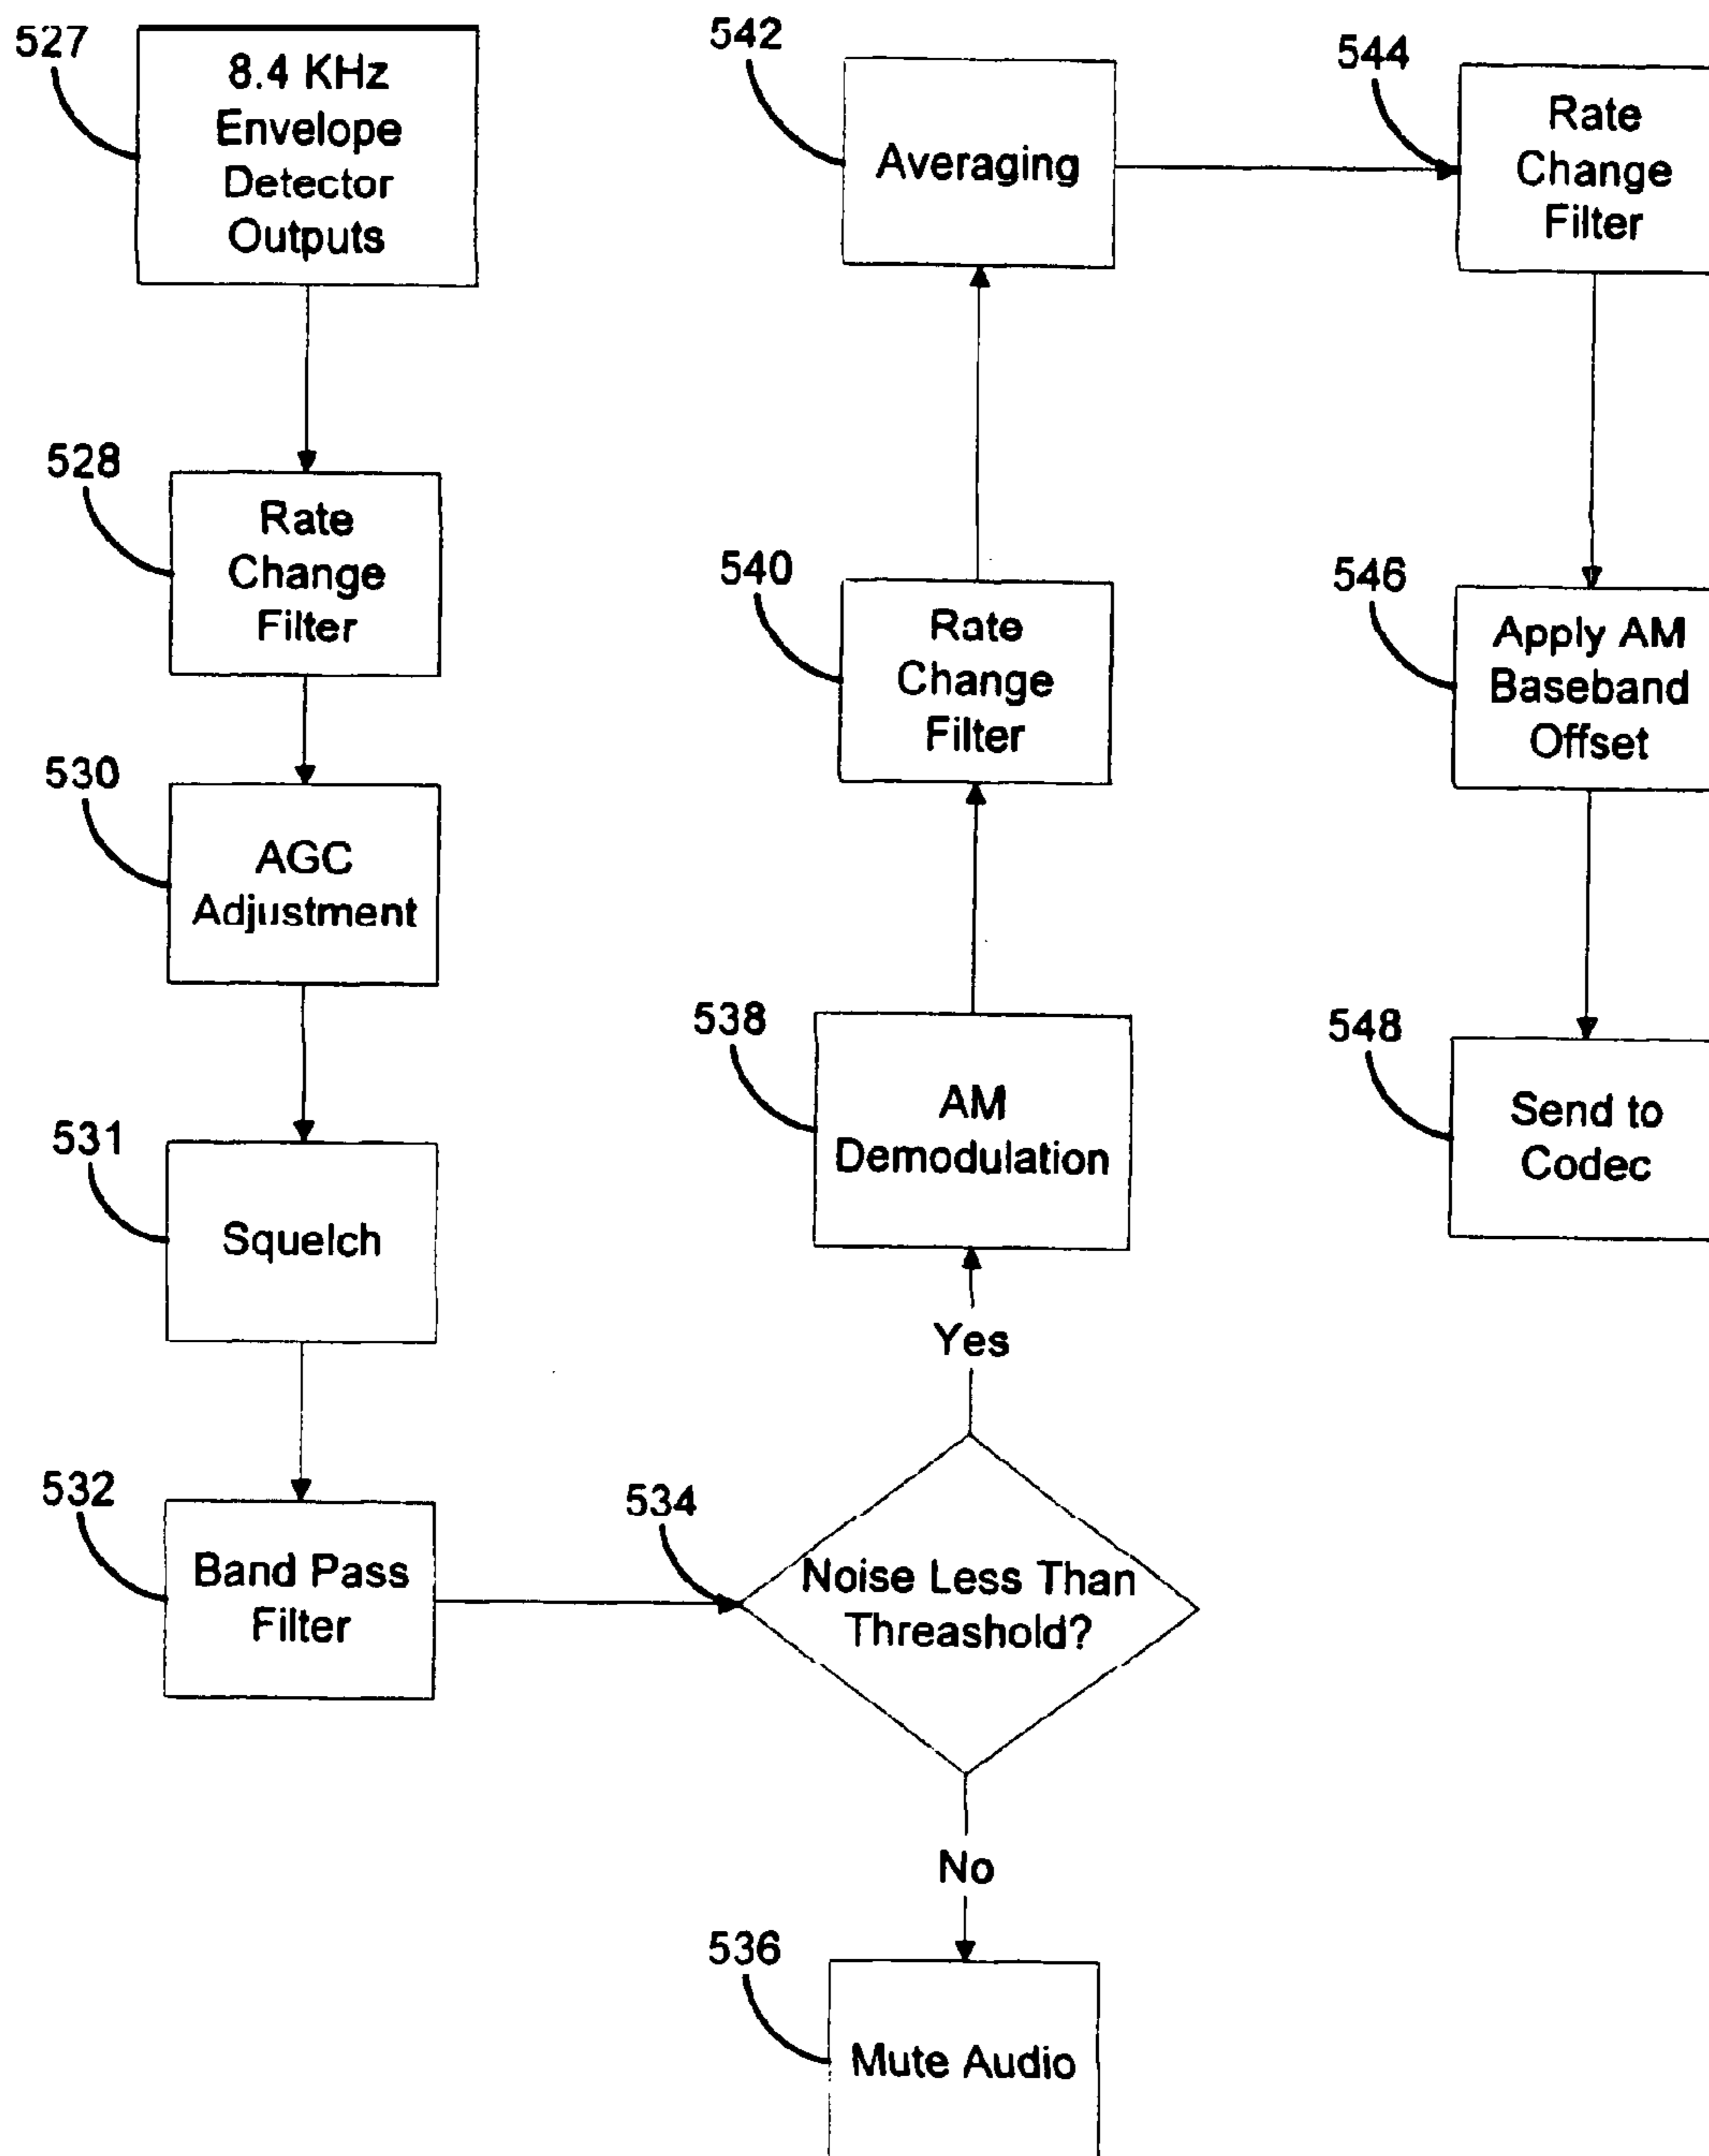 527
8.4 KHz
Envelope
Detector
Outputs
528
Rate
Change
Filter
530
AGC
Adjustment
531
Squelch
532
Band Pass
Filter
534
Noise Less Than
Threashold?
Yes
No
536
Mute Audio
538
AM
Demodulation
540
Rate
Change
Filter
542
Averaging
544
Rate
Change
Filter
546
Apply AM
Baseband
Offset
548
Send to
Codec